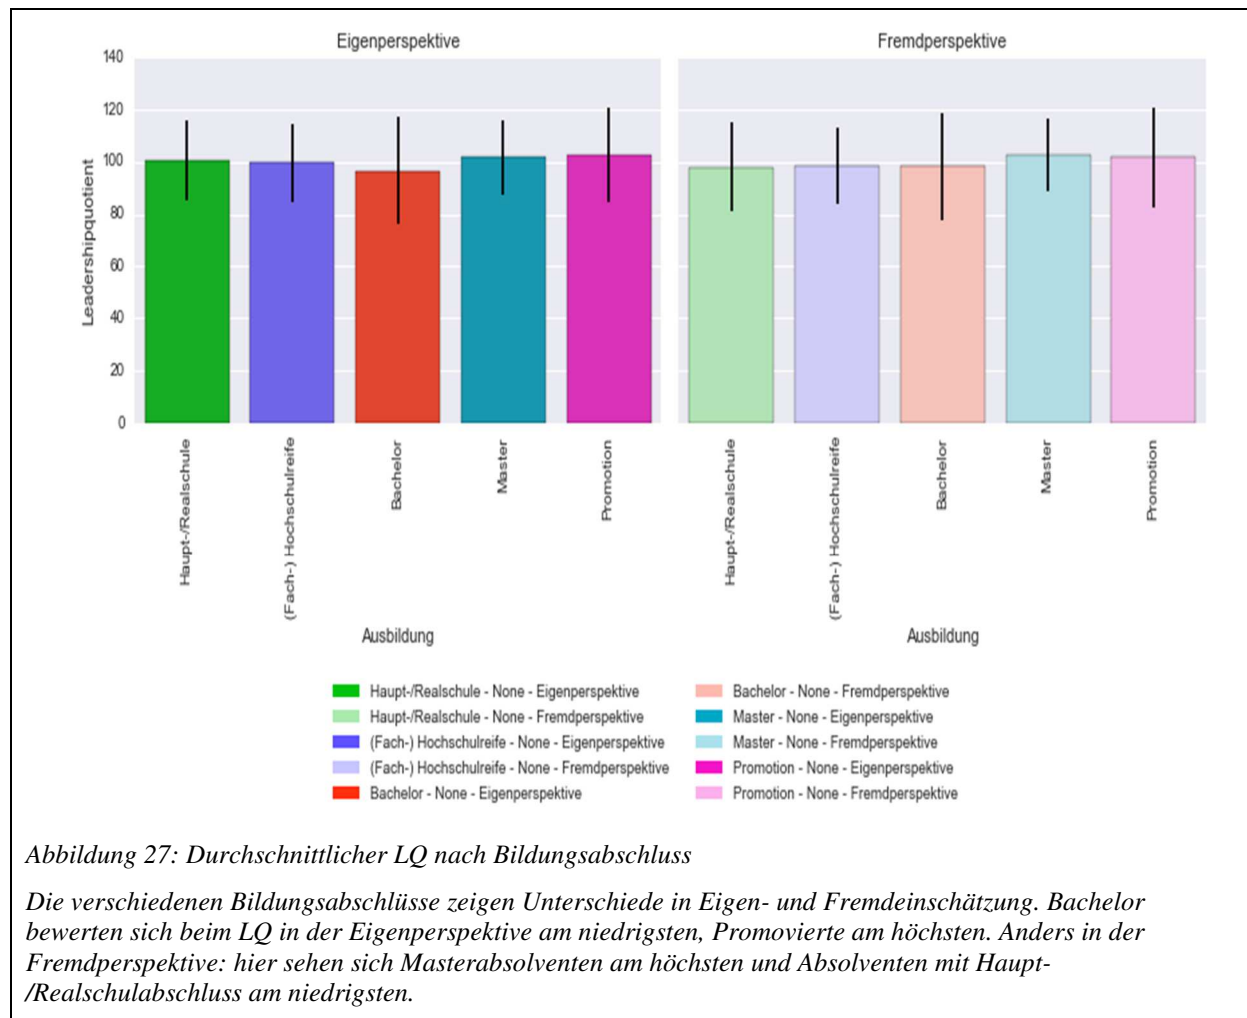 Eigenperspektive
Fremdperspektive
Leadershipquotient
140
120
100
80
60
40
20
0
Haupt-/Realschule
(Fach-) Hochschulreife
Bachelor
Master
Promotion
Haupt-/Realschule
(Fach-) Hochschulreife
Bachelor
Master
Promotion
Ausbildung
Ausbildung
Haupt-/Realschule - None - Eigenperspektive
Haupt-/Realschule - None - Fremdperspektive
(Fach-) Hochschulreife - None - Eigenperspektive
(Fach-) Hochschulreife - None - Fremdperspektive
Bachelor - None - Eigenperspektive
Bachelor - None - Fremdperspektive
Master - None - Eigenperspektive
Master - None - Fremdperspektive
Promotion - None - Eigenperspektive
Promotion - None - Fremdperspektive
Abbildung 27: Durchschnittlicher LQ nach Bildungsabschluss
Die verschiedenen Bildungsabschlüsse zeigen Unterschiede in Eigen- und Fremdeinschätzung. Bachelor
bewerten sich beim LQ in der Eigenperspektive am niedrigsten, Promovierte am höchsten. Anders in der
Fremdperspektive: hier sehen sich Masterabsolventen am höchsten und Absolventen mit Haupt-
/Realschulabschluss am niedrigsten.